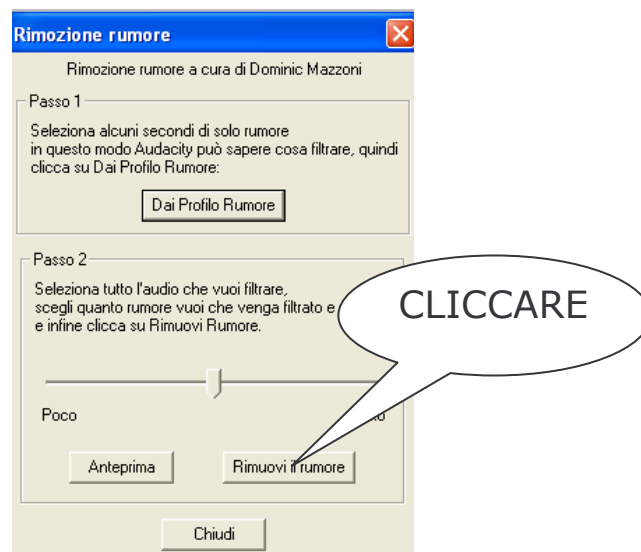 Rimozione rumore
Rimozione rumore a cura di Dominic Mazzoni
Passo 1
Seleziona alcuni secondi di solo rumore
in questo modo Audacity può sapere cosa filtrare, quindi
clicca su Dai Profilo Rumore:
Dai Profilo Rumore
Passo 2
Seleziona tutto l'audio che vuoi filtrare,
scegli quanto rumore vuoi che venga filtrato e
e infine clicca su Rimuovi Rumore.
CLICCARE
Poco
Anteprima
Rimuovi il rumore
Chiudi